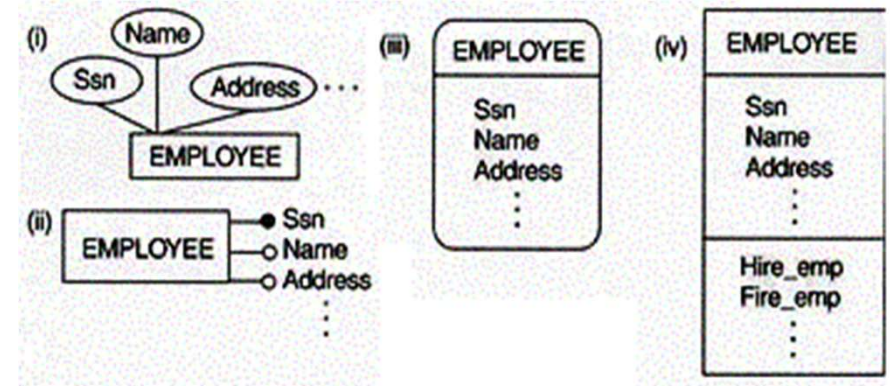 (i)
Name
Ssn
Address ...
EMPLOYEE
(ii)
EMPLOYEE
Ssn
Name
Address
(iii)
EMPLOYEE
Ssn
Name
Address
(iv)
EMPLOYEE
Ssn
Name
Address
Hire_emp
Fire_emp